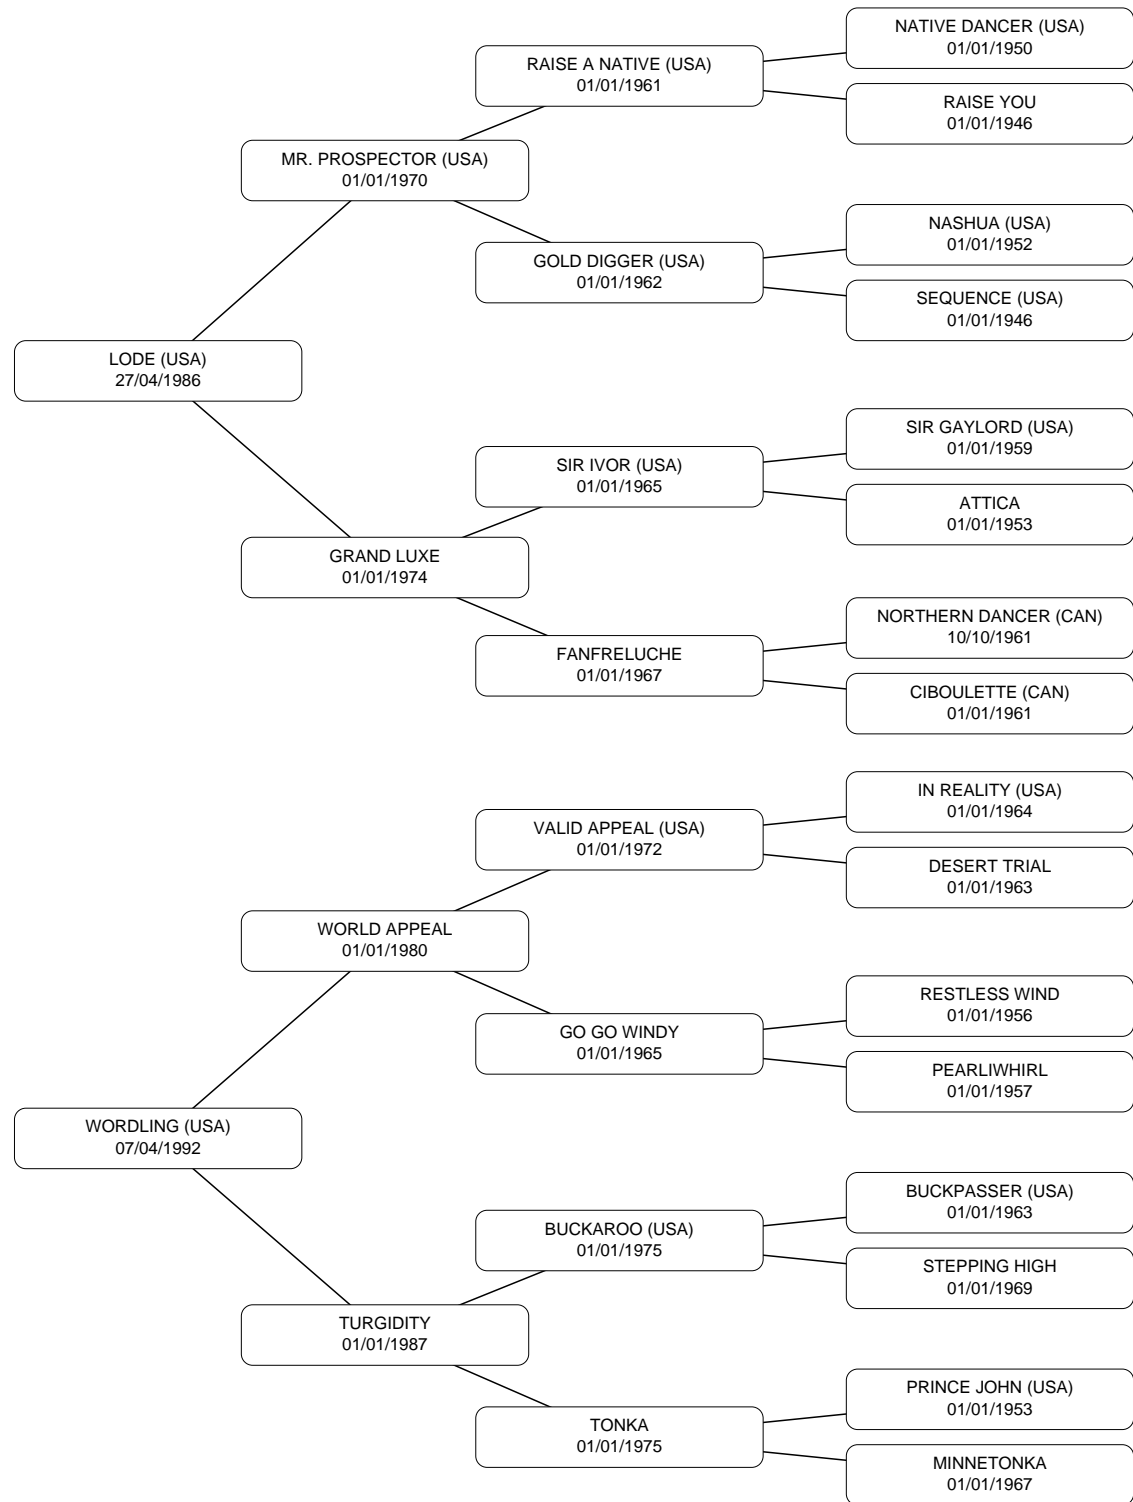 NATIVE DANCER (USA)
01/01/1950
RAISE A NATIVE (USA)
01/01/1961
RAISE YOU
01/01/1946
MR. PROSPECTOR (USA)
01/01/1970
NASHUA (USA)
01/01/1952
GOLD DIGGER (USA)
01/01/1962
SEQUENCE (USA)
01/01/1946
LODE (USA)
27/04/1986
SIR GAYLORD (USA)
01/01/1959
SIR IVOR (USA)
01/01/1965
ATTICA
01/01/1953
GRAND LUXE
01/01/1974
NORTHERN DANCER (CAN)
10/10/1961
FANFRELUCHE
01/01/1967
CIBOULETTE (CAN)
01/01/1961
IN REALITY (USA)
01/01/1964
VALID APPEAL (USA)
01/01/1972
DESERT TRIAL
01/01/1963
WORLD APPEAL
01/01/1980
RESTLESS WIND
01/01/1956
GO GO WINDY
01/01/1965
PEARLIWHIRL
01/01/1957
WORDLING (USA)
07/04/1992
BUCKPASSER (USA)
01/01/1963
BUCKAROO (USA)
01/01/1975
STEPPING HIGH
01/01/1969
TURGIDITY
01/01/1987
PRINCE JOHN (USA)
01/01/1953
TONKA
01/01/1975
MINNETONKA
01/01/1967